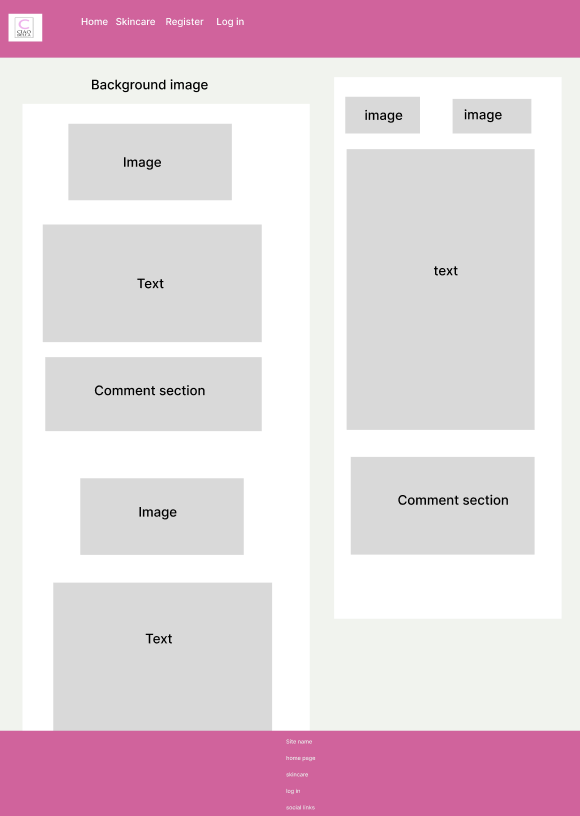 CIAO
BELLA
Home Skincare Register Log in
Background image
Image
Text
Comment section
Image
Text
image image
text
Comment section
Site name
home page
skincare
log in
social links